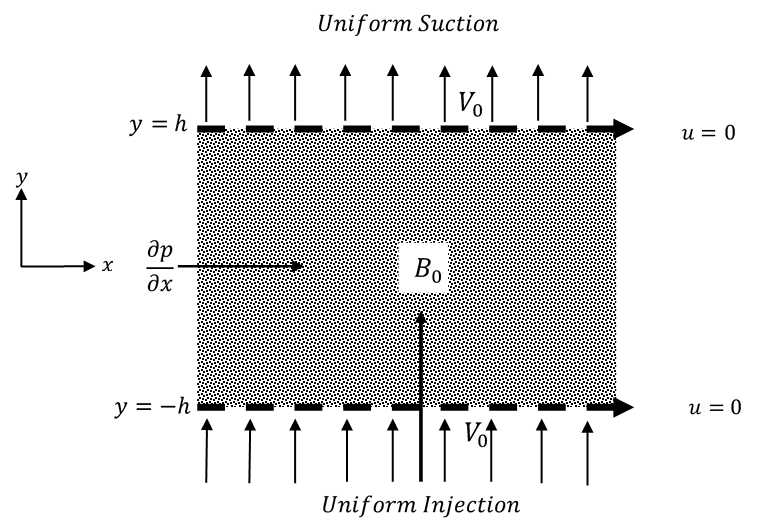 Uniform Suction
V₀
y = h
u = 0
y
x
∂p
∂x
B₀
y = −h
u = 0
V₀
Uniform Injection